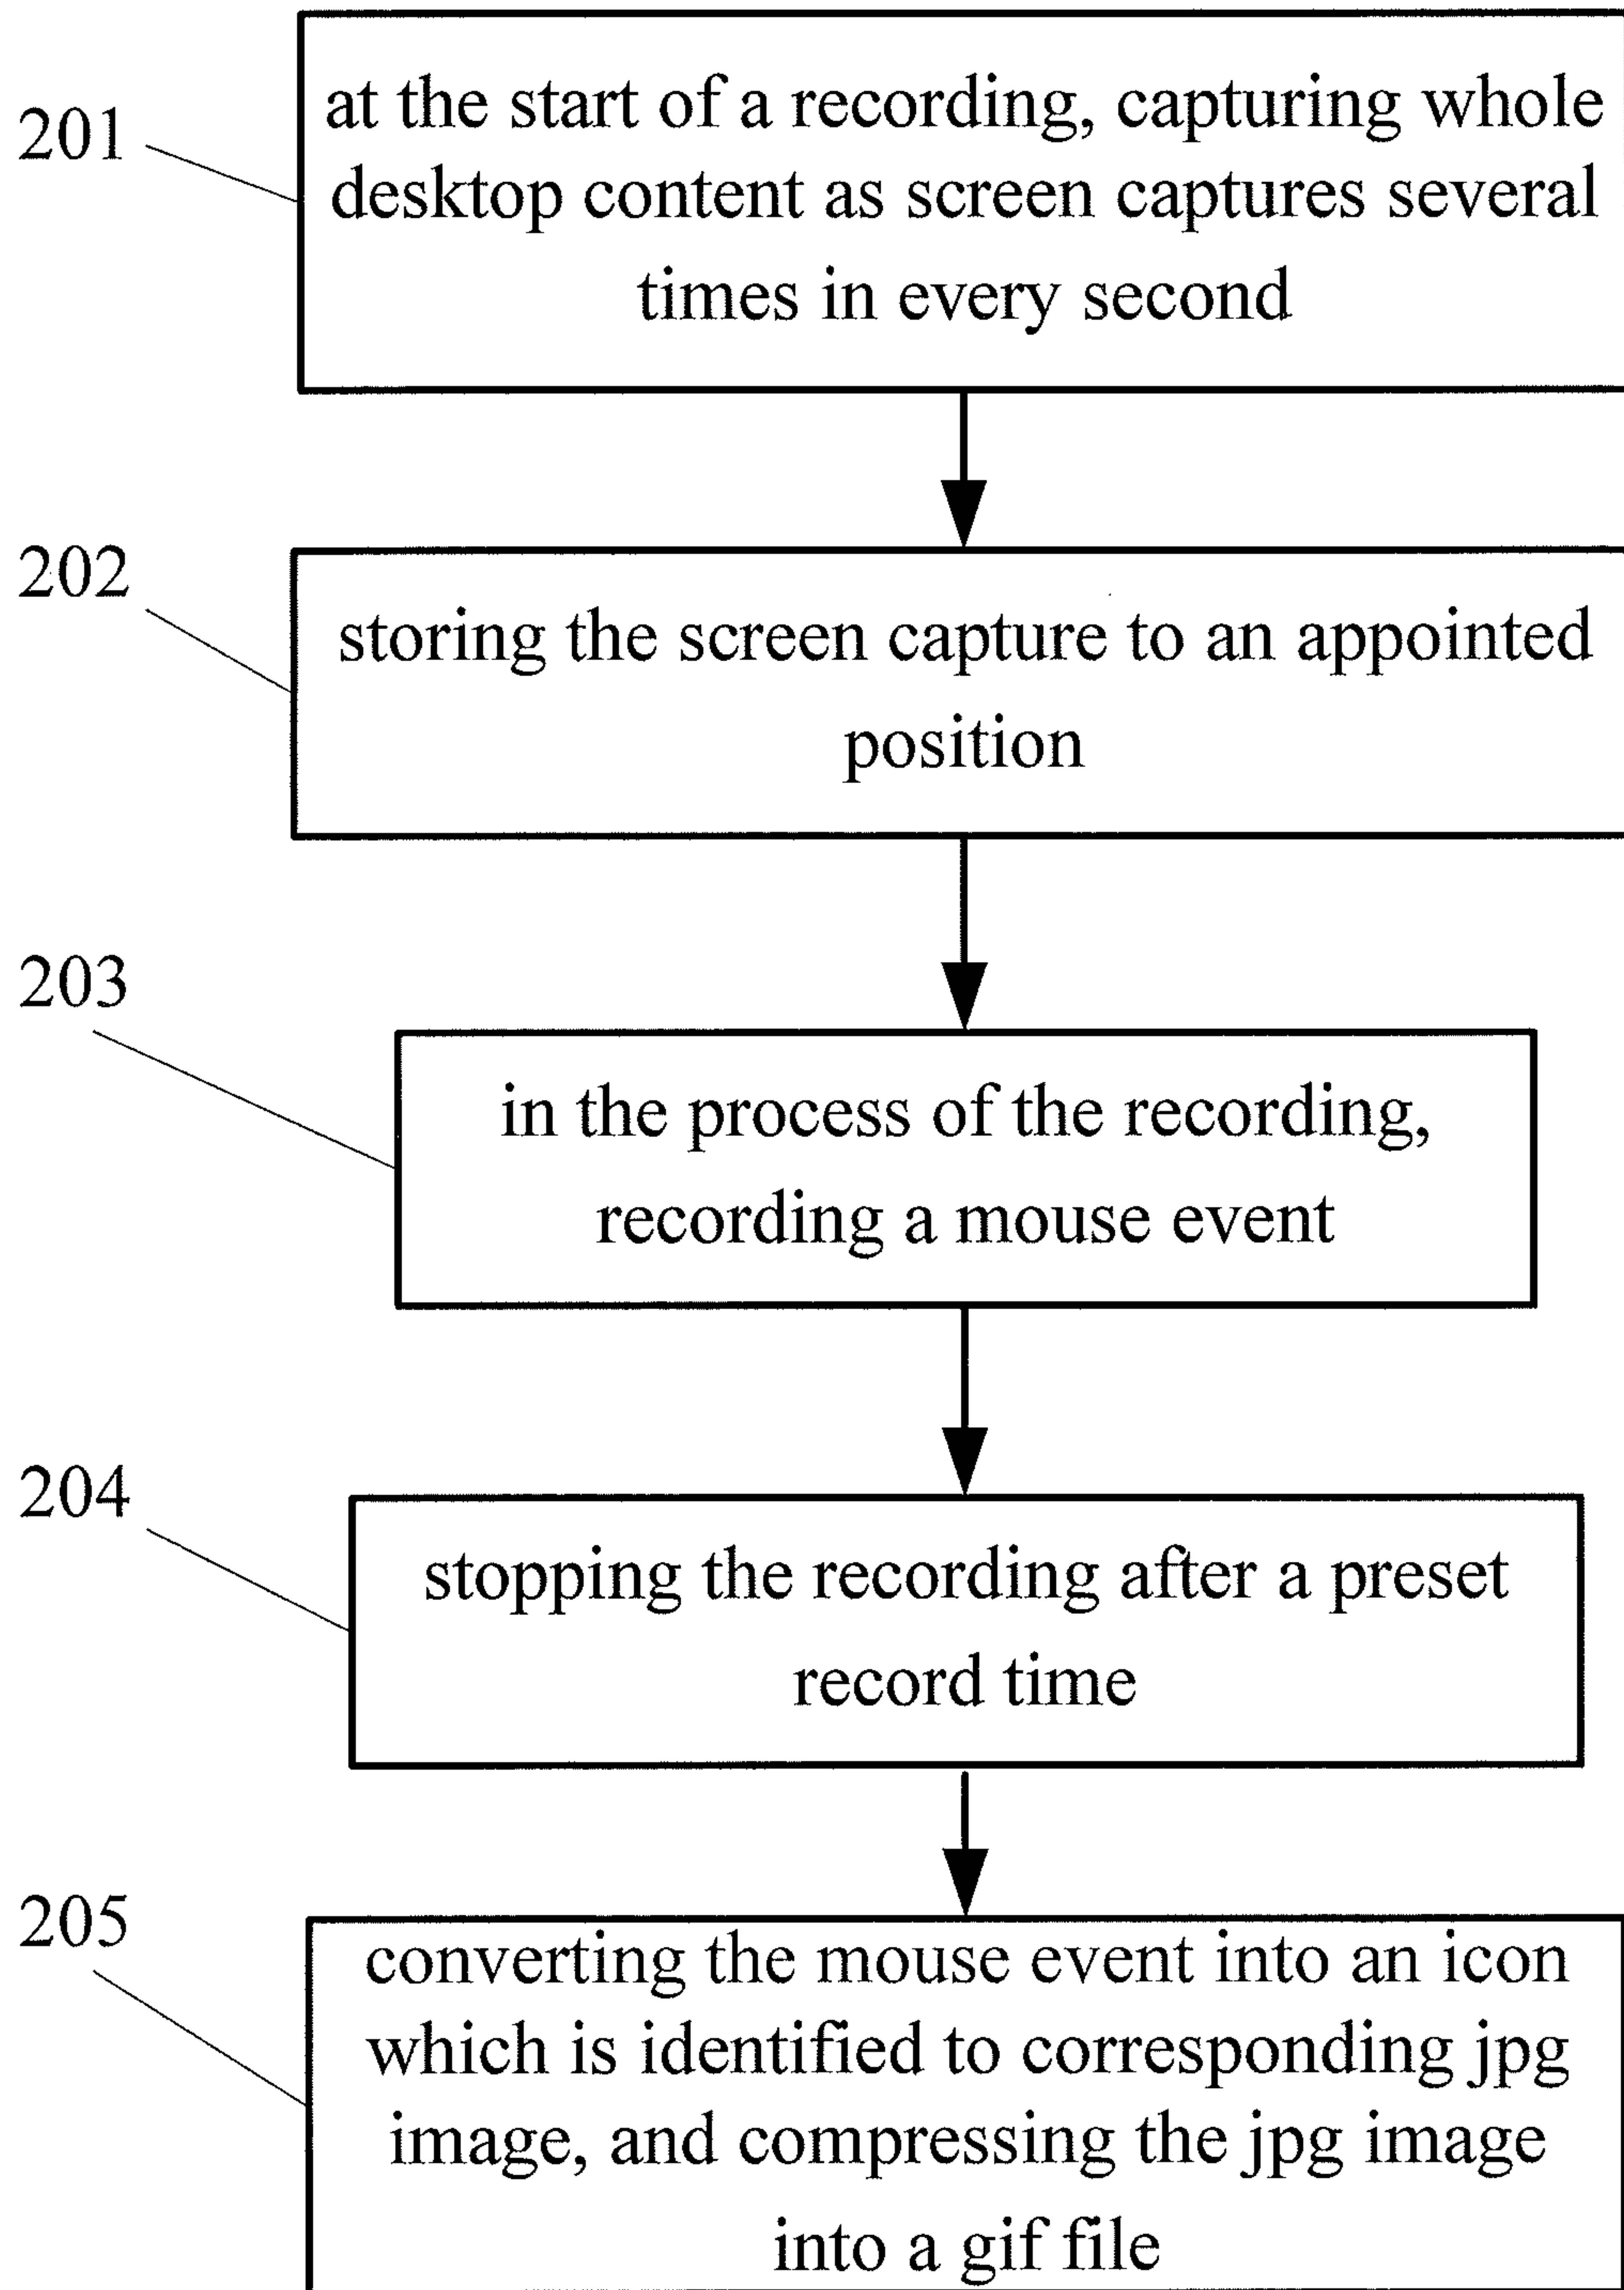 201
at the start of a recording, capturing whole
desktop content as screen captures several
times in every second
202
storing the screen capture to an appointed
position
203
in the process of the recording,
recording a mouse event
204
stopping the recording after a preset
record time
205
converting the mouse event into an icon
which is identified to corresponding jpg
image, and compressing the jpg image
into a gif file